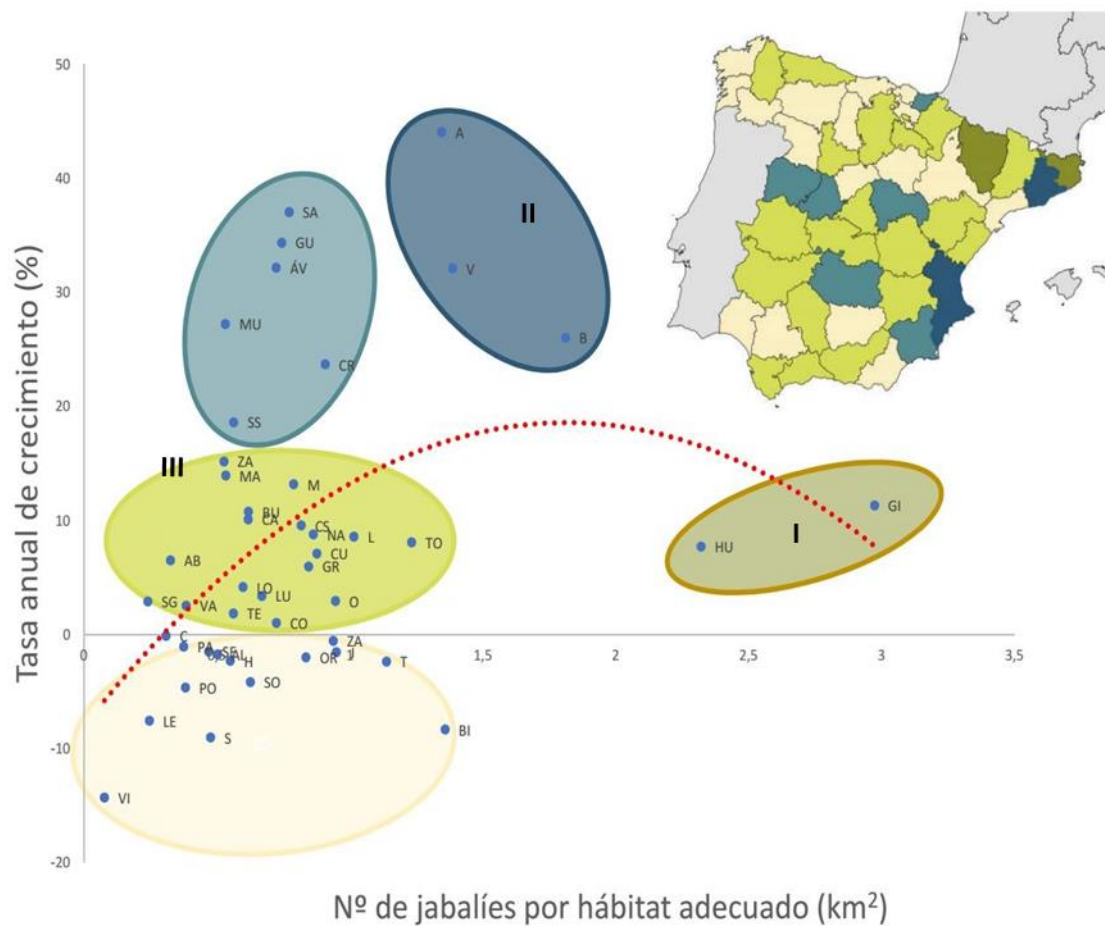 Tasa anual de crecimiento (%)
50
A
40
SA
II
GU
ÁV
V
30
MU
B
CR
20
SS
III
ZA
MA
M
GI
BU
10
CA
CS
NA
L
TO
I
HU
CU
AB
GR
LO
LU
SG
VA
O
TE
CO
C
0
ZA
PA
SE
AL
H
OR
J
T
0
1,5
2
2,5
3
3,5
PO
SO
LE
BI
S
-10
VI
-20
Nº de jabalíes por hábitat adecuado (km²)